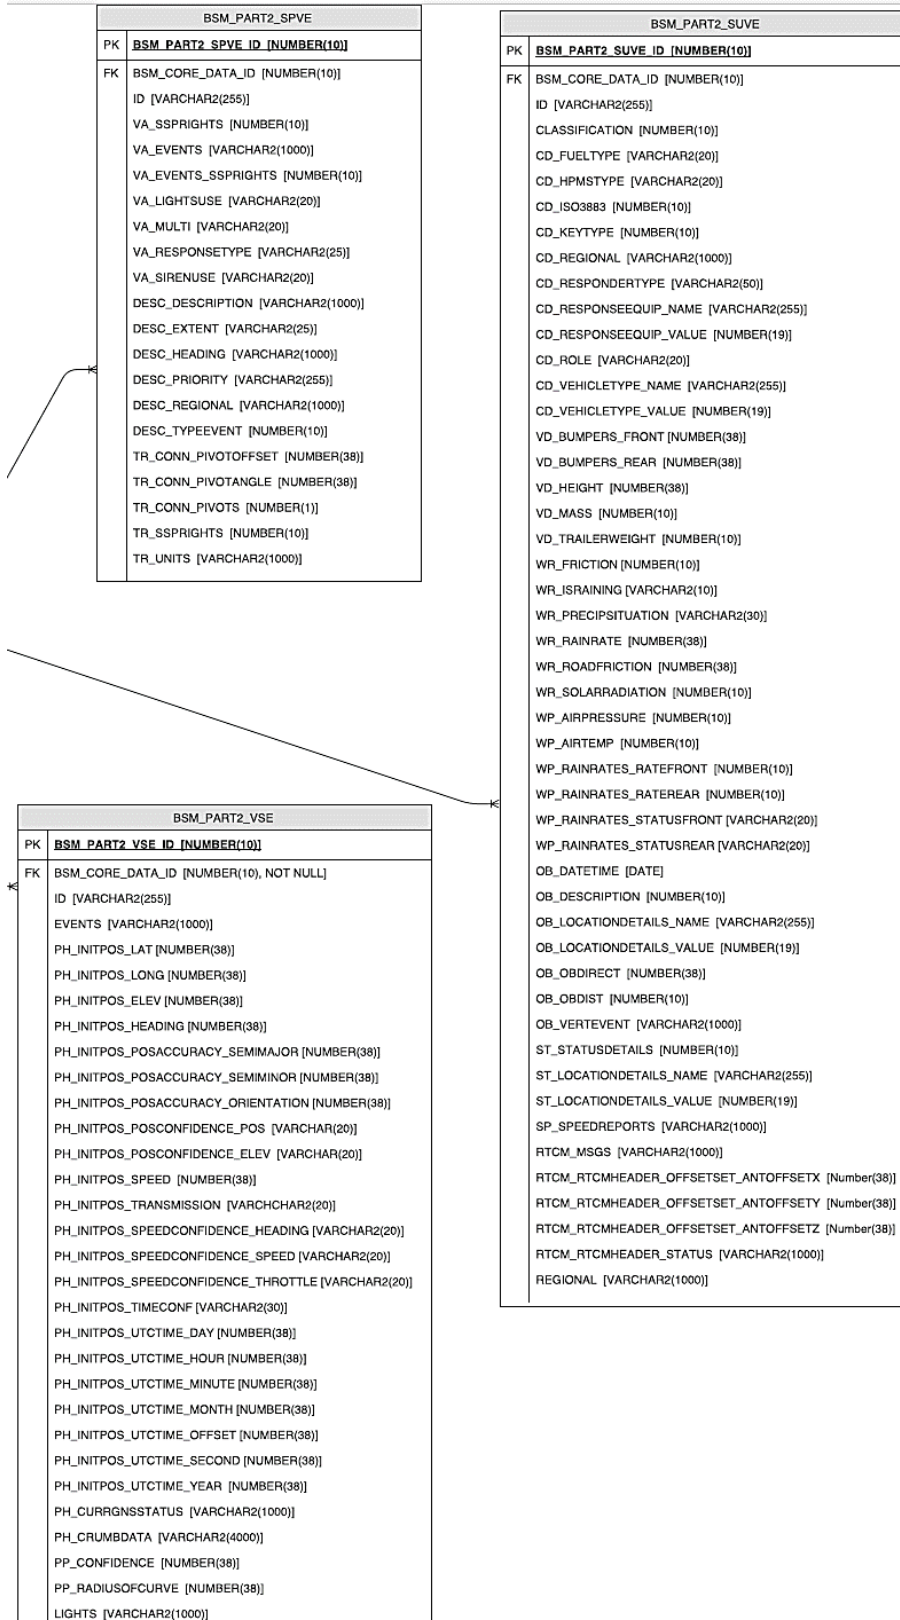 BSM_PART2_SPVE
PK BSM_PART2_SPVE_ID [NUMBER(10)]
FK BSM_CORE_DATA_ID [NUMBER(10)]
ID [VARCHAR2(255)]
VA_SSPRIGHTS [NUMBER(10)]
VA_EVENTS [VARCHAR2(1000)]
VA_EVENTS_SSPRIGHTS [NUMBER(10)]
VA_LIGHTSUSE [VARCHAR2(20)]
VA_MULTI [VARCHAR2(20)]
VA_RESPONSETYPE [VARCHAR2(25)]
VA_SIRENUSE [VARCHAR2(20)]
DESC_DESCRIPTION [VARCHAR2(1000)]
DESC_EXTENT [VARCHAR2(25)]
DESC_HEADING [VARCHAR2(1000)]
DESC_PRIORITY [VARCHAR2(255)]
DESC_REGIONAL [VARCHAR2(1000)]
DESC_TYPEEVENT [NUMBER(10)]
TR_CONN_PIVOTOFFSET [NUMBER(38)]
TR_CONN_PIVOTANGLE [NUMBER(38)]
TR_CONN_PIVOTS [NUMBER(1)]
TR_SSPRIGHTS [NUMBER(10)]
TR_UNITS [VARCHAR2(1000)]
BSM_PART2_SUVE
PK BSM_PART2_SUVE_ID [NUMBER(10)]
FK BSM_CORE_DATA_ID [NUMBER(10)]
ID [VARCHAR2(255)]
CLASSIFICATION [NUMBER(10)]
CD_FUELTYPE [VARCHAR2(20)]
CD_HPMSTYPE [VARCHAR2(20)]
CD_ISO3883 [NUMBER(10)]
CD_KEYTYPE [NUMBER(10)]
CD_REGIONAL [VARCHAR2(1000)]
CD_RESPONDERTYPE [VARCHAR2(50)]
CD_RESPONSEEQUIP_NAME [VARCHAR2(255)]
CD_RESPONSEEQUIP_VALUE [NUMBER(19)]
CD_ROLE [VARCHAR2(20)]
CD_VEHICLETYPE_NAME [VARCHAR2(255)]
CD_VEHICLETYPE_VALUE [NUMBER(19)]
VD_BUMPERS_FRONT [NUMBER(38)]
VD_BUMPERS_REAR [NUMBER(38)]
VD_HEIGHT [NUMBER(38)]
VD_MASS [NUMBER(10)]
VD_TRAILERWEIGHT [NUMBER(10)]
WR_FRICTION [NUMBER(10)]
WR_ISRAINING [VARCHAR2(10)]
WR_PRECIPSITUATION [VARCHAR2(30)]
WR_RAINRATE [NUMBER(38)]
WR_ROADFRICTION [NUMBER(38)]
WR_SOLARRADIATION [NUMBER(10)]
WP_AIRPRESSURE [NUMBER(10)]
WP_AIRTEMP [NUMBER(10)]
WP_RAINRATES_RATEFRONT [NUMBER(10)]
WP_RAINRATES_RATEREAR [NUMBER(10)]
WP_RAINRATES_STATUSFRONT [VARCHAR2(20)]
WP_RAINRATES_STATUSREAR [VARCHAR2(20)]
OB_DATETIME [DATE]
OB_DESCRIPTION [NUMBER(10)]
OB_LOCATIONDETAILS_NAME [VARCHAR2(255)]
OB_LOCATIONDETAILS_VALUE [NUMBER(19)]
OB_OBDIRECT [NUMBER(38)]
OB_OBDIST [NUMBER(10)]
OB_VERTEVENT [VARCHAR2(1000)]
ST_STATUSDETAILS [NUMBER(10)]
ST_LOCATIONDETAILS_NAME [VARCHAR2(255)]
ST_LOCATIONDETAILS_VALUE [NUMBER(19)]
SP_SPEEDREPORTS [VARCHAR2(1000)]
RTCM_MSGS [VARCHAR2(1000)]
RTCM_RTCMHEADER_OFFSETSET_ANTOFFSETX [Number(38)]
RTCM_RTCMHEADER_OFFSETSET_ANTOFFSETY [Number(38)]
RTCM_RTCMHEADER_OFFSETSET_ANTOFFSETZ [Number(38)]
RTCM_RTCMHEADER_STATUS [VARCHAR2(1000)]
REGIONAL [VARCHAR2(1000)]
BSM_PART2_VSE
PK BSM_PART2_VSE_ID [NUMBER(10)]
FK BSM_CORE_DATA_ID [NUMBER(10), NOT NULL]
ID [VARCHAR2(255)]
EVENTS [VARCHAR2(1000)]
PH_INITPOS_LAT [NUMBER(38)]
PH_INITPOS_LONG [NUMBER(38)]
PH_INITPOS_ELEV [NUMBER(38)]
PH_INITPOS_HEADING [NUMBER(38)]
PH_INITPOS_POSACCURACY_SEMIMAJOR [NUMBER(38)]
PH_INITPOS_POSACCURACY_SEMIMINOR [NUMBER(38)]
PH_INITPOS_POSACCURACY_ORIENTATION [NUMBER(38)]
PH_INITPOS_POSCONFIDENCE_POS [VARCHAR(20)]
PH_INITPOS_POSCONFIDENCE_ELEV [VARCHAR(20)]
PH_INITPOS_SPEED [NUMBER(38)]
PH_INITPOS_TRANSMISSION [VARCHCHAR2(20)]
PH_INITPOS_SPEEDCONFIDENCE_HEADING [VARCHAR2(20)]
PH_INITPOS_SPEEDCONFIDENCE_SPEED [VARCHAR2(20)]
PH_INITPOS_SPEEDCONFIDENCE_THROTTLE [VARCHAR2(20)]
PH_INITPOS_TIMECONF [VARCHAR2(30)]
PH_INITPOS_UTCTIME_DAY [NUMBER(38)]
PH_INITPOS_UTCTIME_HOUR [NUMBER(38)]
PH_INITPOS_UTCTIME_MINUTE [NUMBER(38)]
PH_INITPOS_UTCTIME_MONTH [NUMBER(38)]
PH_INITPOS_UTCTIME_OFFSET [NUMBER(38)]
PH_INITPOS_UTCTIME_SECOND [NUMBER(38)]
PH_INITPOS_UTCTIME_YEAR [NUMBER(38)]
PH_CURRGNSSTATUS [VARCHAR2(1000)]
PH_CRUMBDATA [VARCHAR2(4000)]
PP_CONFIDENCE [NUMBER(38)]
PP_RADIUSOFCURVE [NUMBER(38)]
LIGHTS [VARCHAR2(1000)]